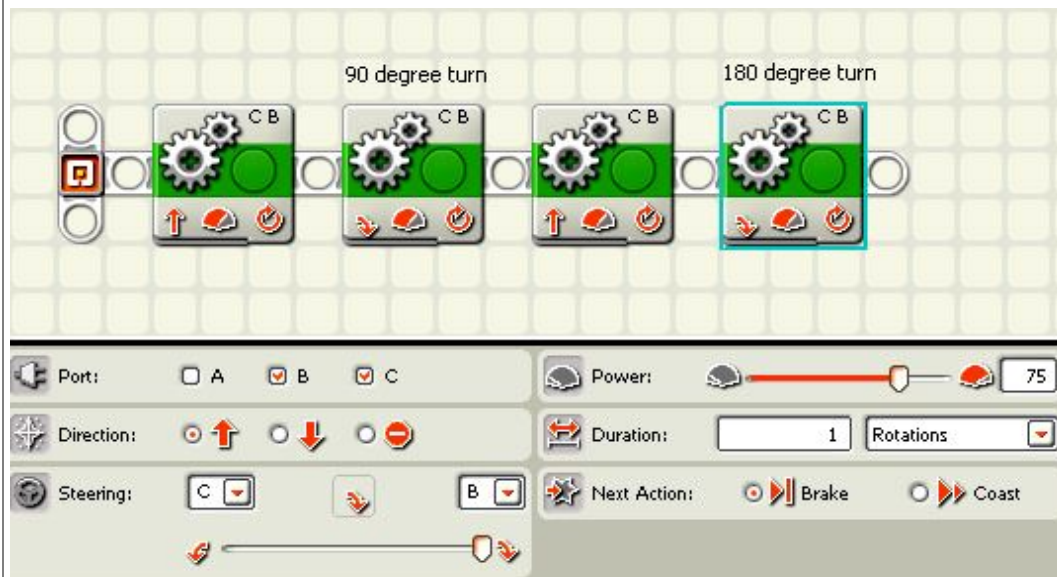 90 degree turn
180 degree turn
C B
C B
C B
C B
Port:
A
B
C
Power:
75
Direction:
Duration:
1
Rotations
Steering:
C
B
Next Action:
Brake
Coast